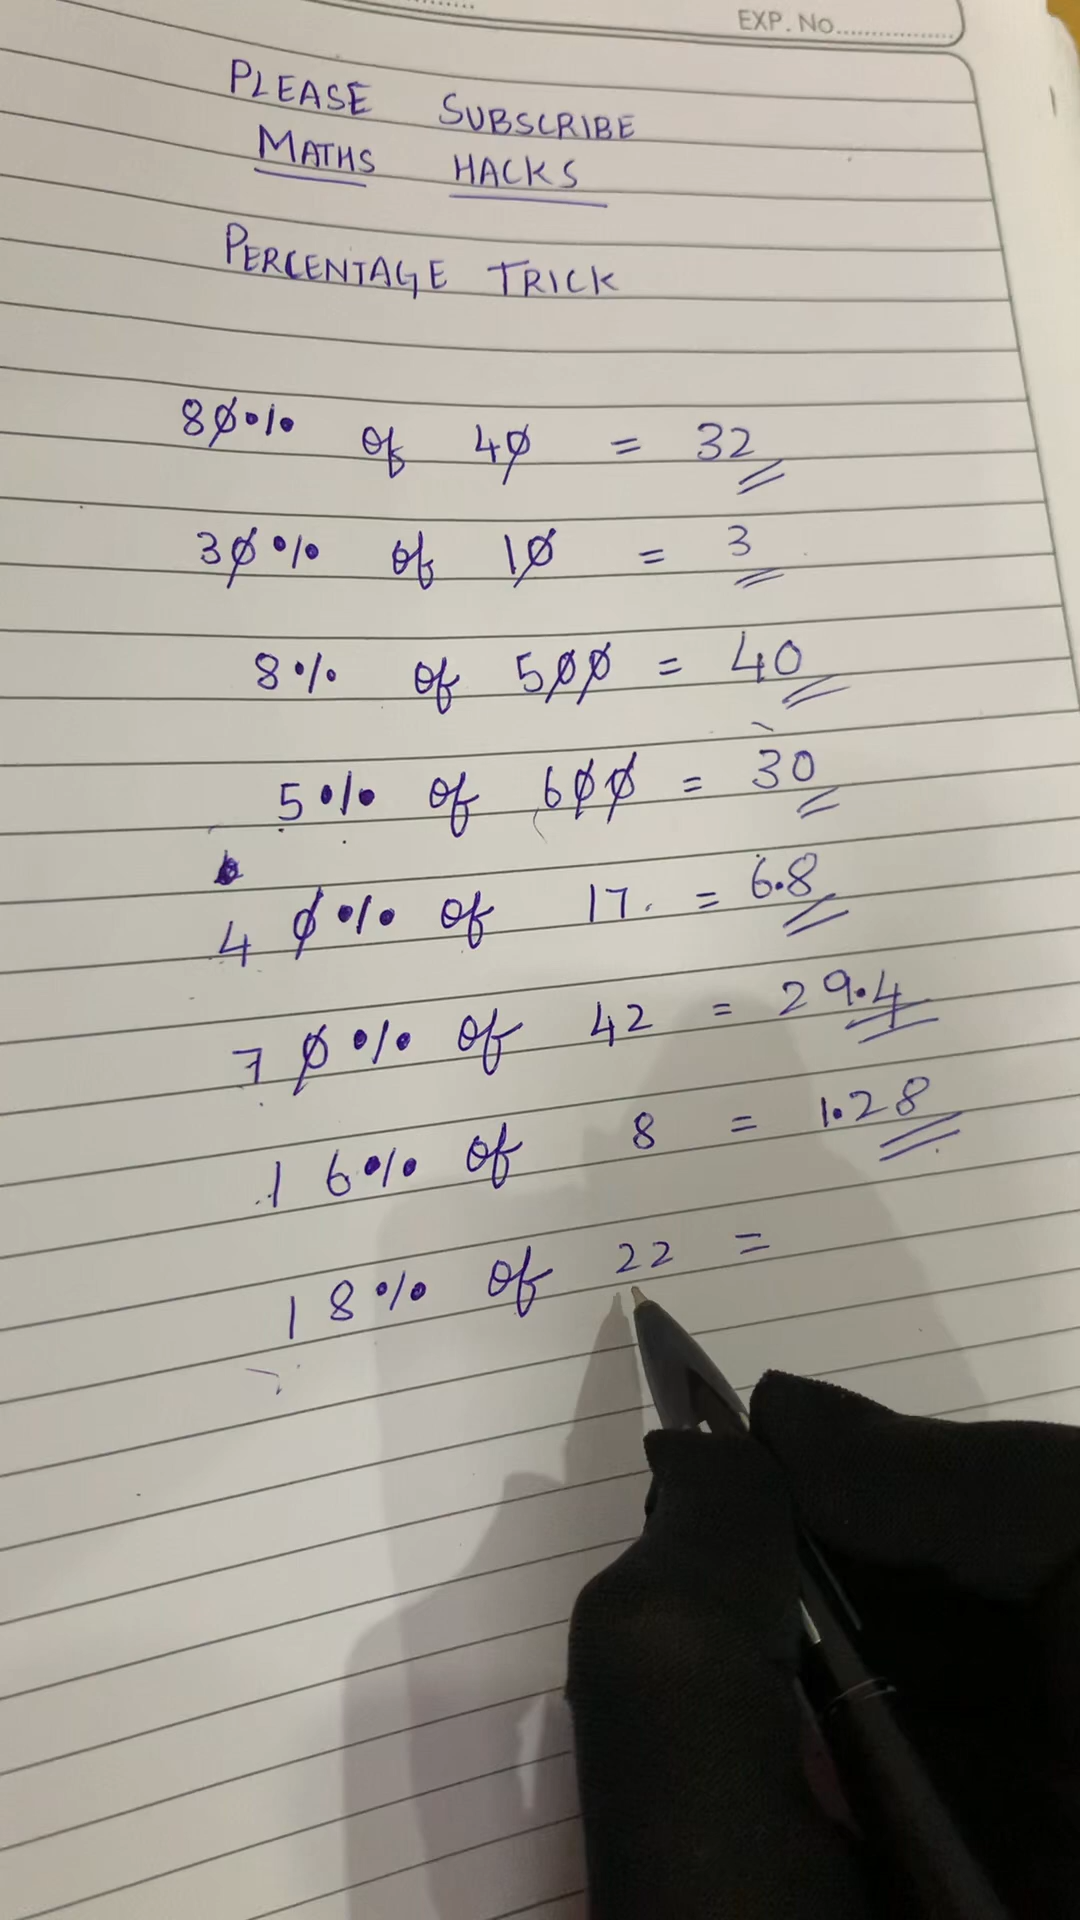 EXP. No.
PLEASE SUBSCRIBE
MATHS HACKS
PERCENTAGE TRICK
80% of 40 = 32
30% of 10 = 3
8% of 500 = 40
5% of 600 = 30
40% of 17. = 6.8
70% of 42 = 29.4
16% of 8 = 1.28
18% of 22 =